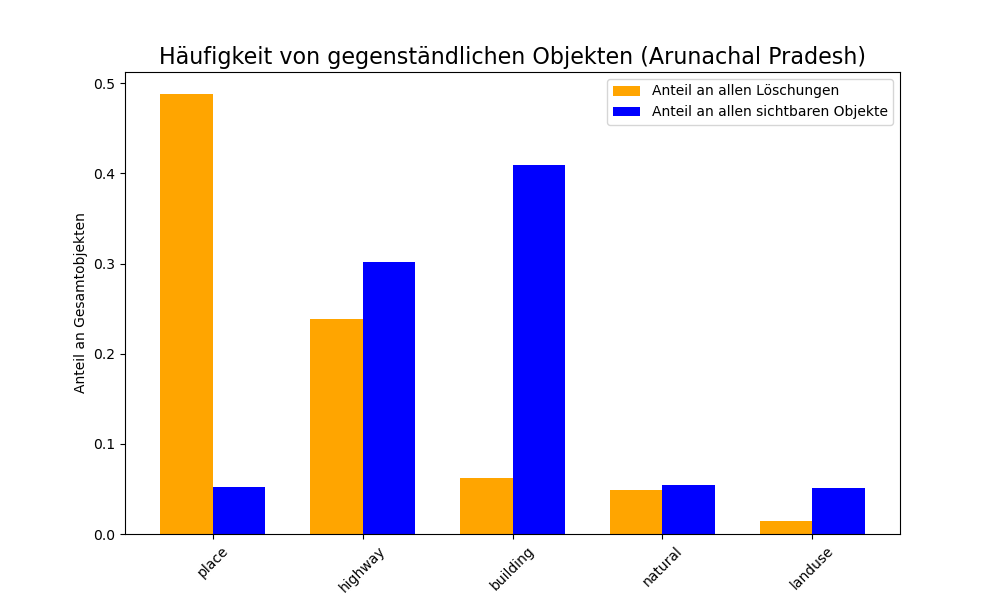 Häufigkeit von gegenständlichen Objekten (Arunachal Pradesh)
Anteil an allen Löschungen
Anteil an allen sichtbaren Objekte
Anteil an Gesamtobjekten
0.5
0.4
0.3
0.2
0.1
0.0
place
highway
building
natural
landuse